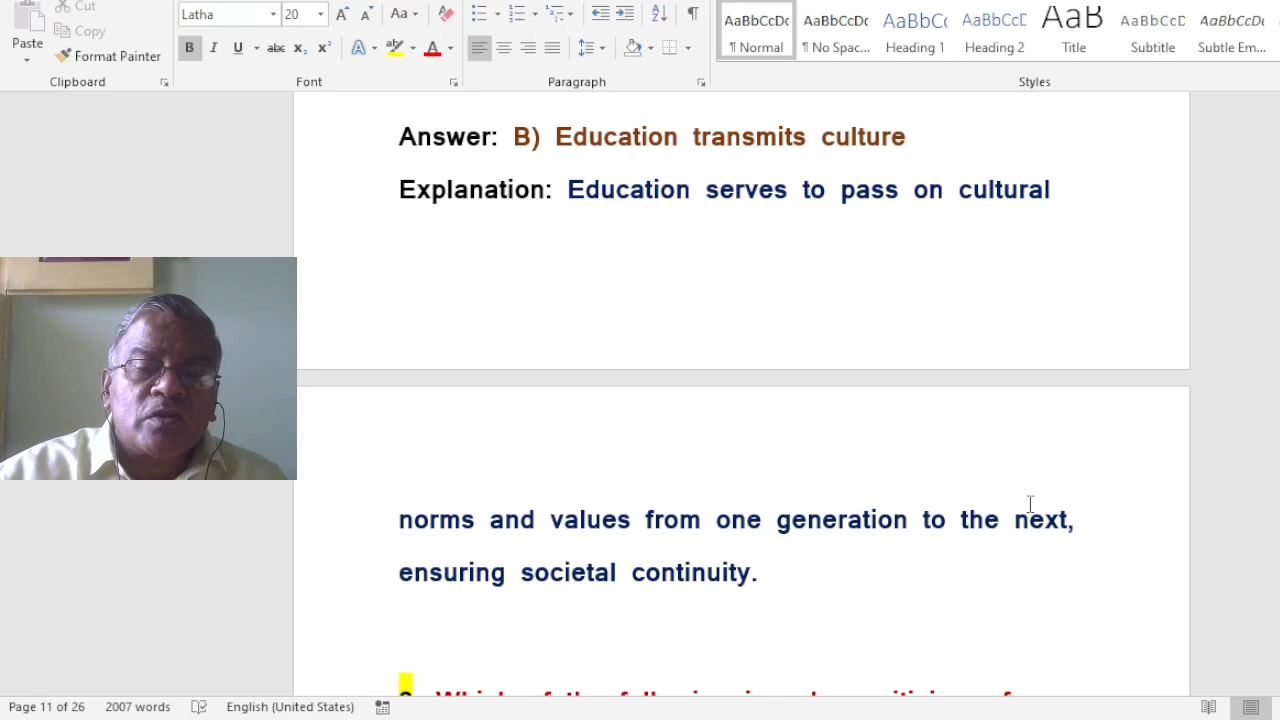 Cut
Copy
Paste
Format Painter
Clipboard
Latha
20
Aa
B I U abc x₂ x²
Font
Paragraph
AaBbCcDc AaBbCcDc AaBbCc AaBbCcD AaB AaBbCcD AaBbCcDc
¶ Normal ¶ No Spac... Heading 1 Heading 2 Title Subtitle Subtle Em...
Styles
Answer: B) Education transmits culture
Explanation: Education serves to pass on cultural
norms and values from one generation to the next,
ensuring societal continuity.
Page 11 of 26 2007 words English (United States)